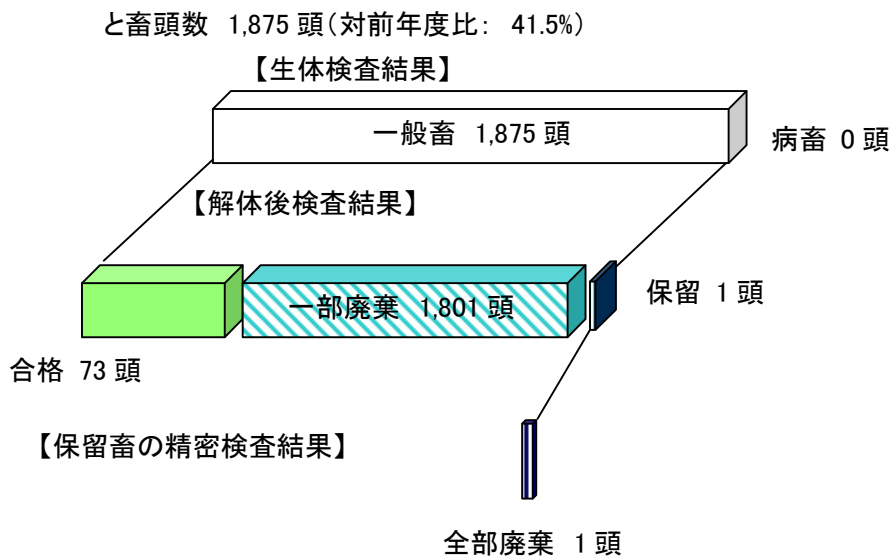 と畜頭数 1,875 頭(対前年度比: 41.5%)
【生体検査結果】
一般畜 1,875 頭
病畜 0 頭
【解体後検査結果】
一部廃棄 1,801 頭
保留 1 頭
合格 73 頭
【保留畜の精密検査結果】
全部廃棄 1 頭